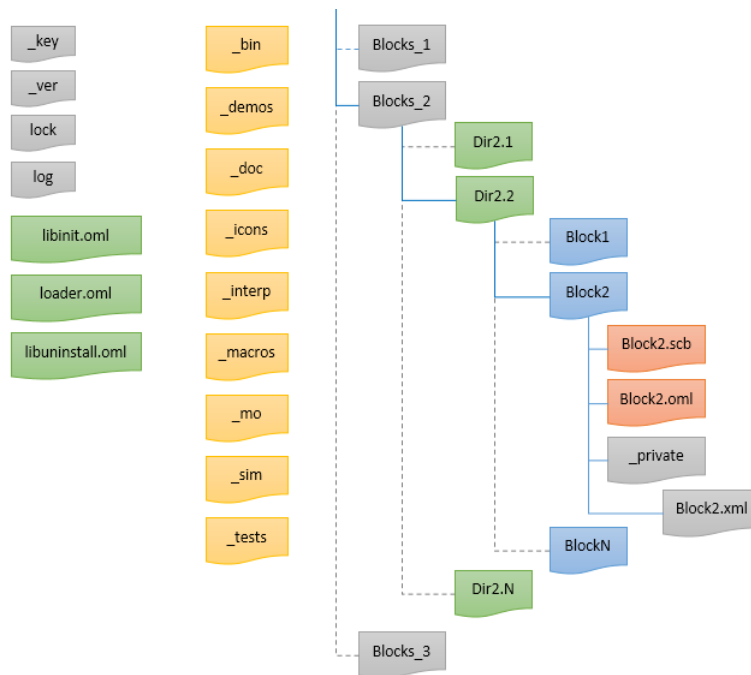 _key
_ver
lock
log
libinit.oml
loader.oml
libuninstall.oml
_bin
_demos
_doc
_icons
_interp
_macros
_mo
_sim
_tests
Blocks_1
Blocks_2
Dir2.1
Dir2.2
Block1
Block2
Block2.scb
Block2.oml
_private
Block2.xml
BlockN
Dir2.N
Blocks_3